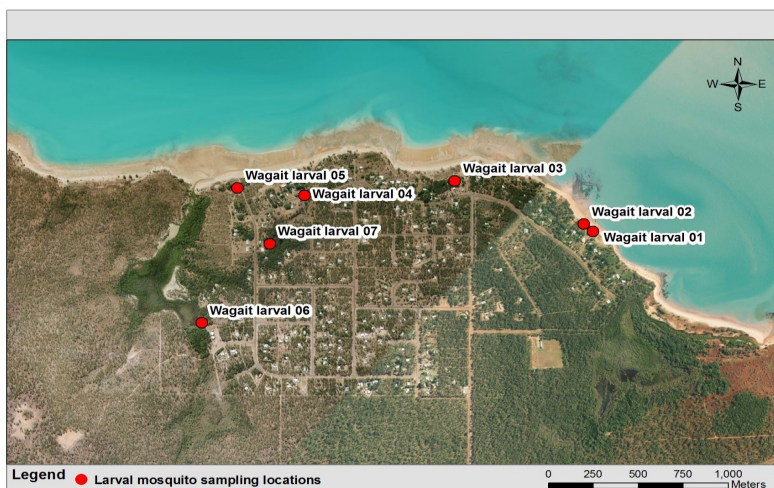 N
W E
S
Wagait larval 03
Wagait larval 05
Wagait larval 04
Wagait larval 02
Wagait larval 07
Wagait larval 01
Wagait larval 06
Legend
Larval mosquito sampling locations
0 250 500 750 1,000
Meters